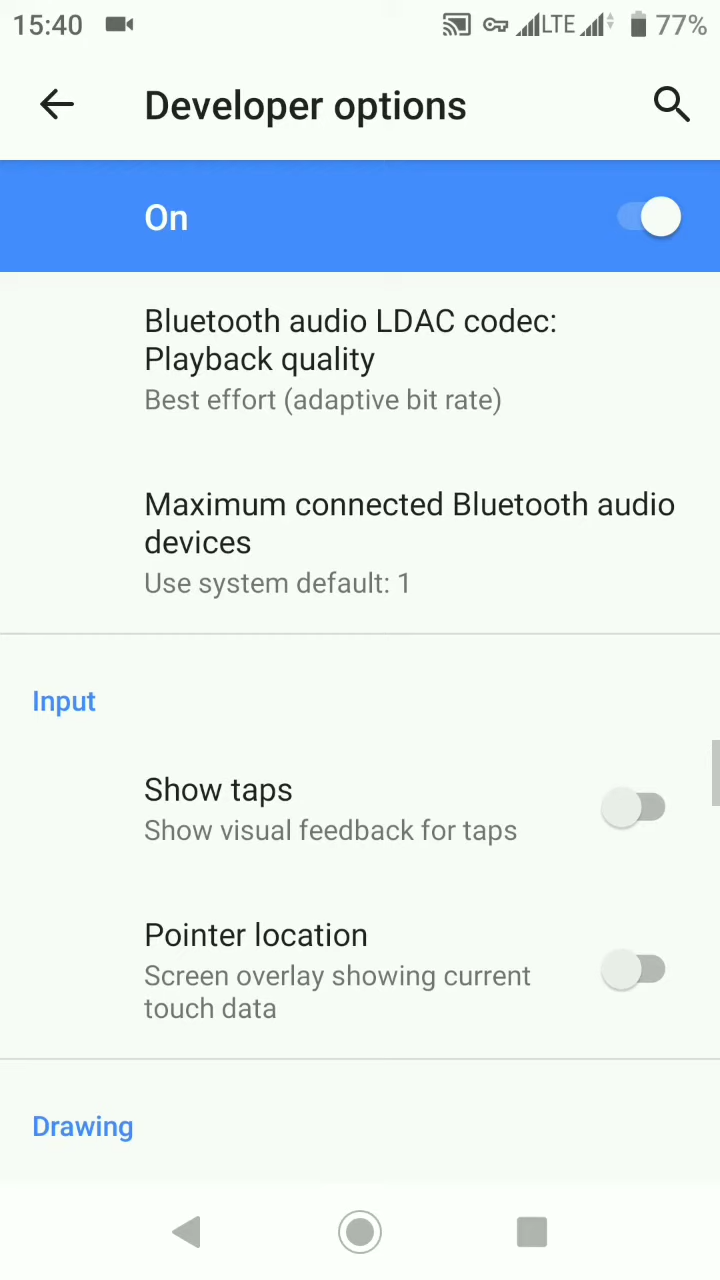 15:40 LTE 77%
Developer options
On
Bluetooth audio LDAC codec:
Playback quality
Best effort (adaptive bit rate)
Maximum connected Bluetooth audio
devices
Use system default: 1
Input
Show taps
Show visual feedback for taps
Pointer location
Screen overlay showing current
touch data
Drawing